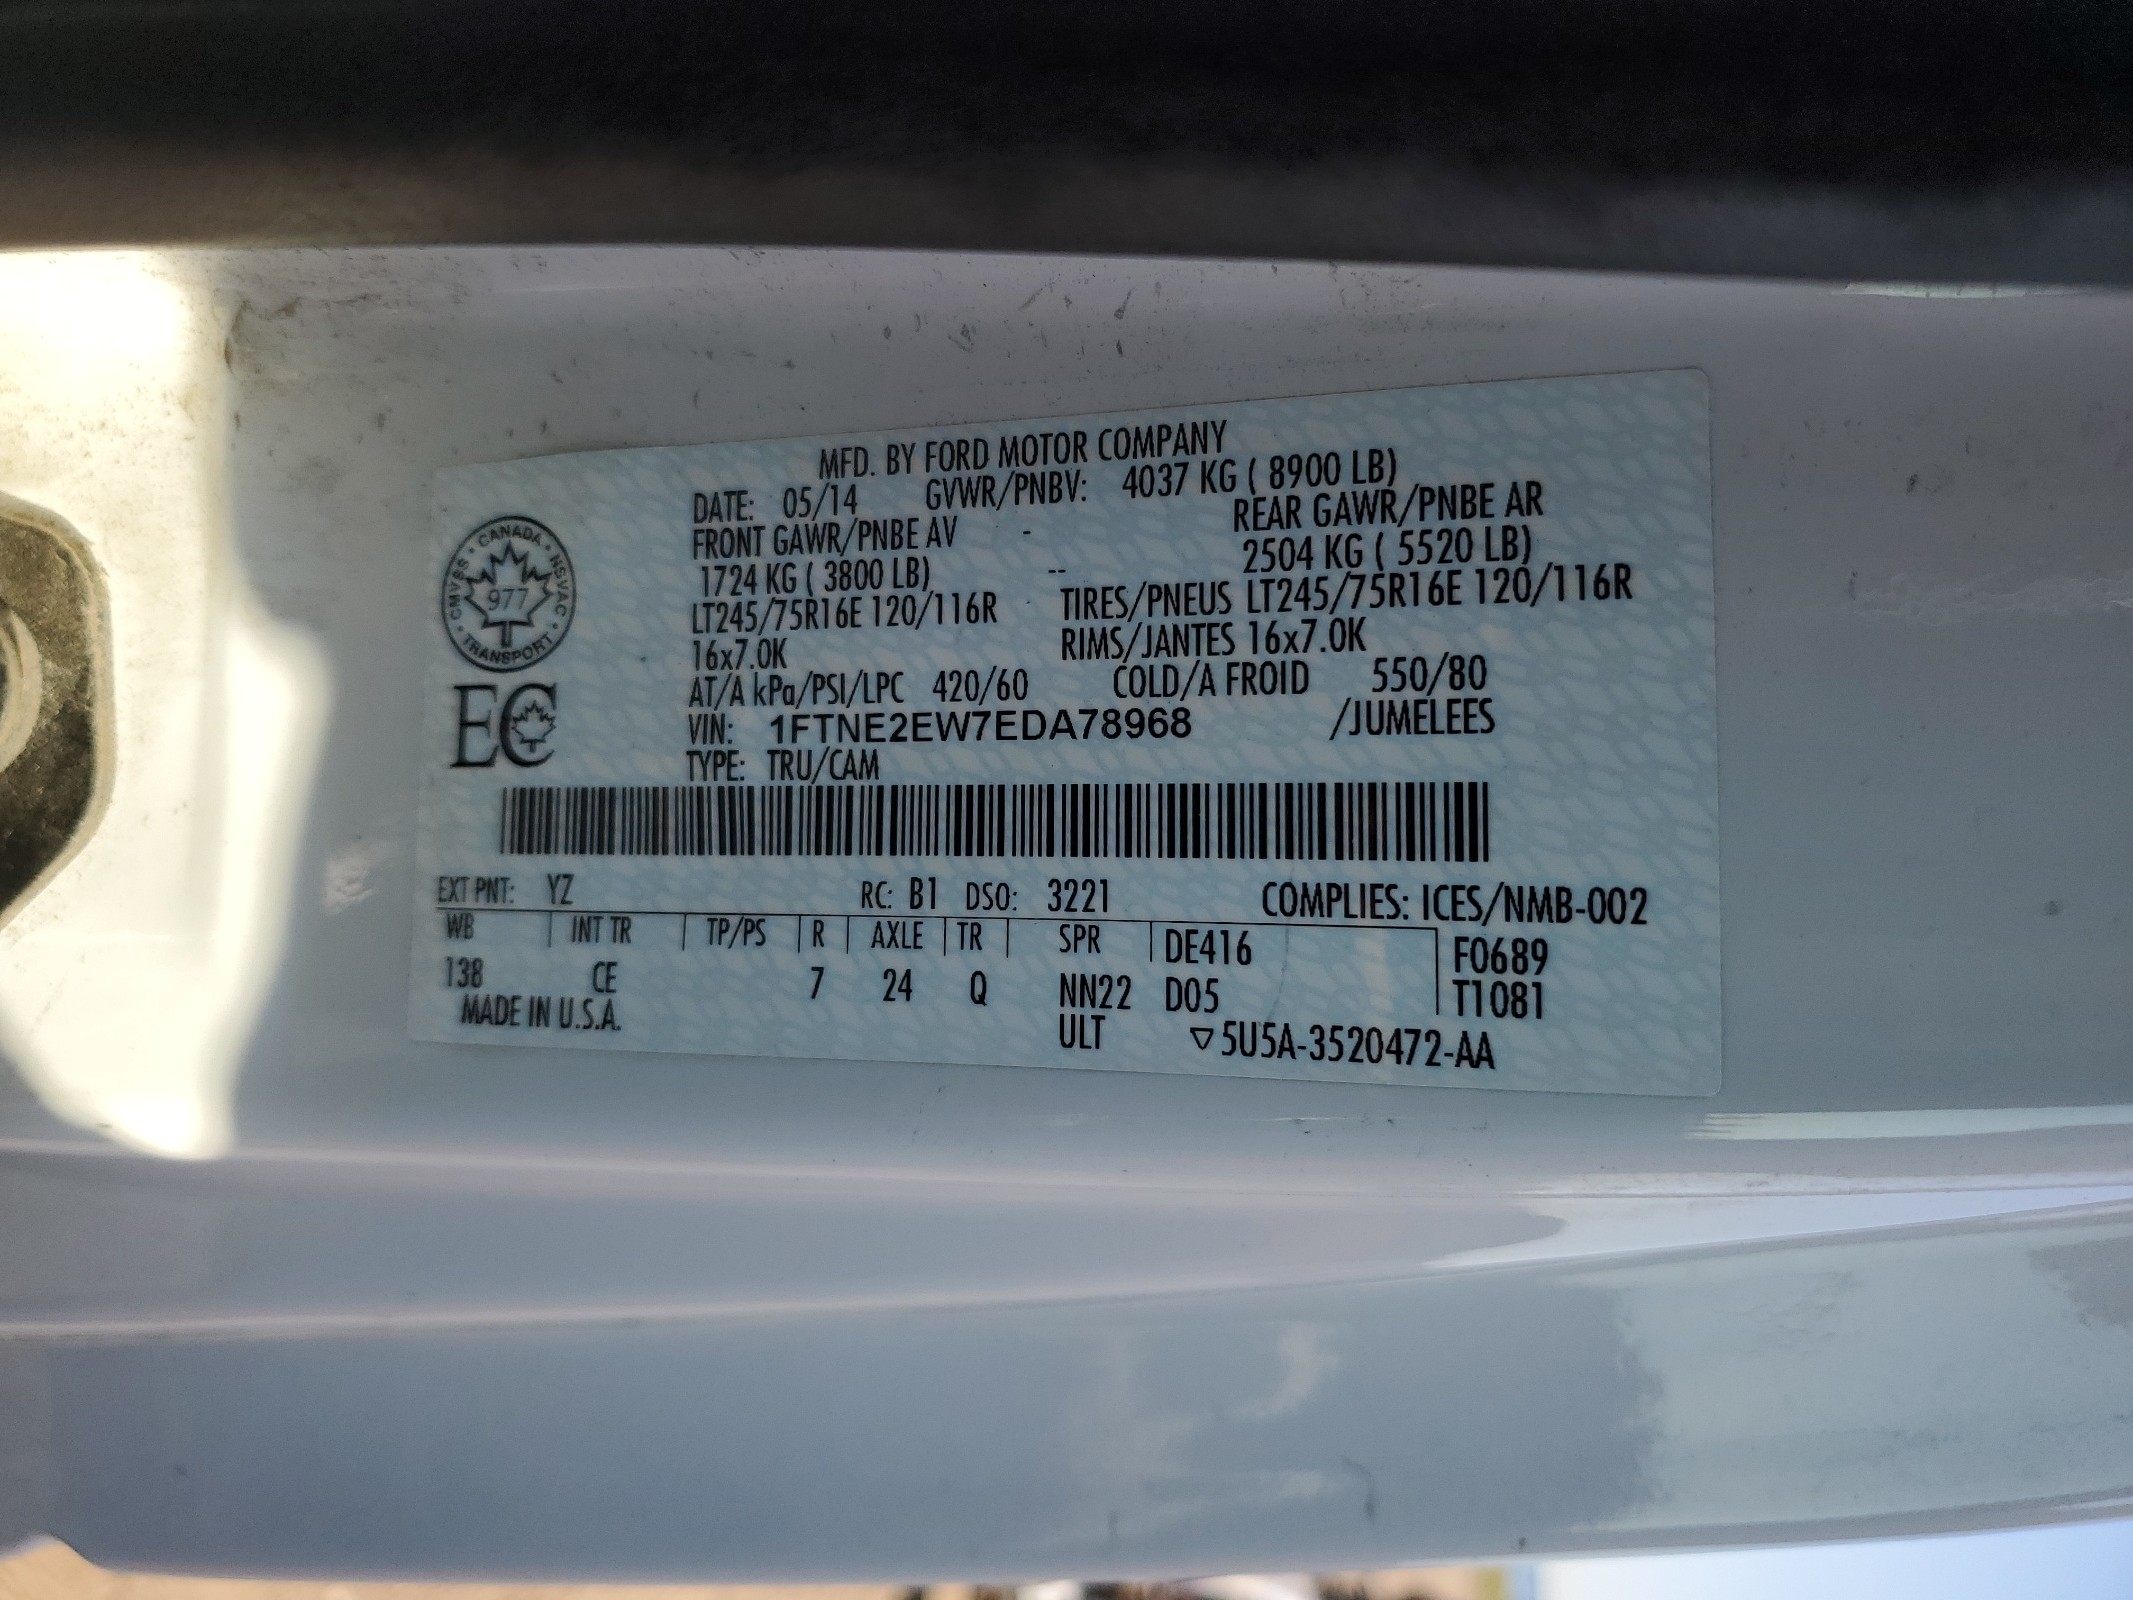 MFD. BY FORD MOTOR COMPANY
DATE: 05/14 GVWR/PNBV: 4037 KG ( 8900 LB)
FRONT GAWR/PNBE AV - REAR GAWR/PNBE AR
1724 KG ( 3800 LB) -- 2504 KG ( 5520 LB)
LT245/75R16E 120/116R - TIRES/PNEUS LT245/75R16E 120/116R
16x7.0K RIMS/JANTES 16x7.0K
AT/A kPa/PSI/LPC 420/60 COLD/A FROID 550/80
VIN: 1FTNE2EW7EDA78968 /JUMELEES
TYPE: TRU/CAM
CANADA · NSVAC · TRANSPORT · CMVSS
977
EC
EXT PNT: YZ RC: B1 DSO: 3221 COMPLIES: ICES/NMB-002
WB | INT TR | TP/PS | R | AXLE | TR | SPR | DE416 F0689
138 CE 7 24 Q NN22 D05 T1081
MADE IN U.S.A. ULT ▽5U5A-3520472-AA